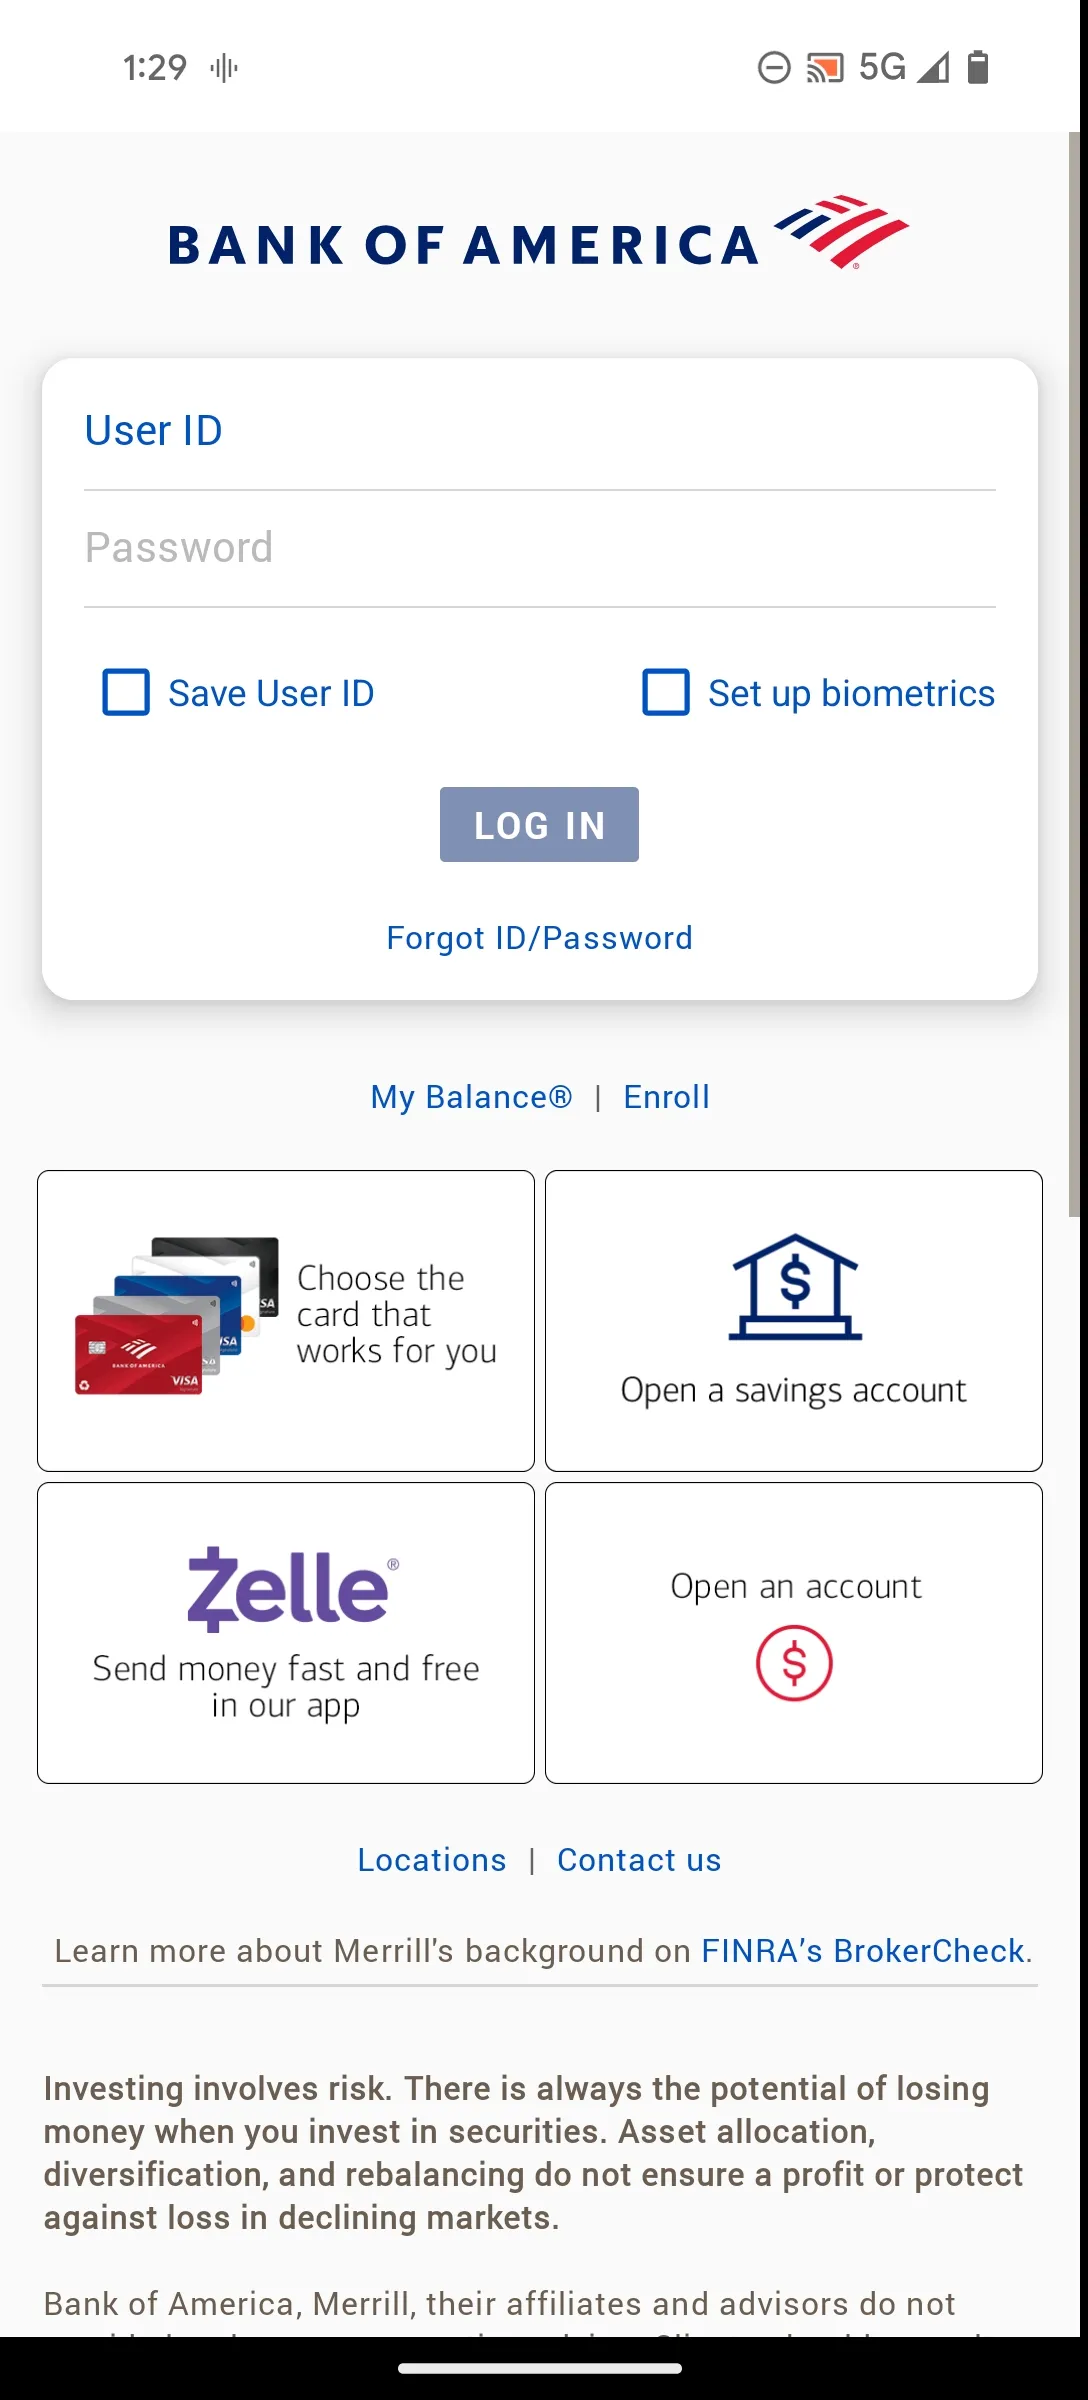 1:29
5G
BANK OF AMERICA
User ID
Password
Save User ID
Set up biometrics
LOG IN
Forgot ID/Password
My Balance® | Enroll
Choose the
card that
works for you
BANK OF AMERICA
VISA
Open a savings account
Zelle®
Send money fast and free
in our app
Open an account
Locations | Contact us
Learn more about Merrill's background on FINRA's BrokerCheck.
Investing involves risk. There is always the potential of losing
money when you invest in securities. Asset allocation,
diversification, and rebalancing do not ensure a profit or protect
against loss in declining markets.
Bank of America, Merrill, their affiliates and advisors do not